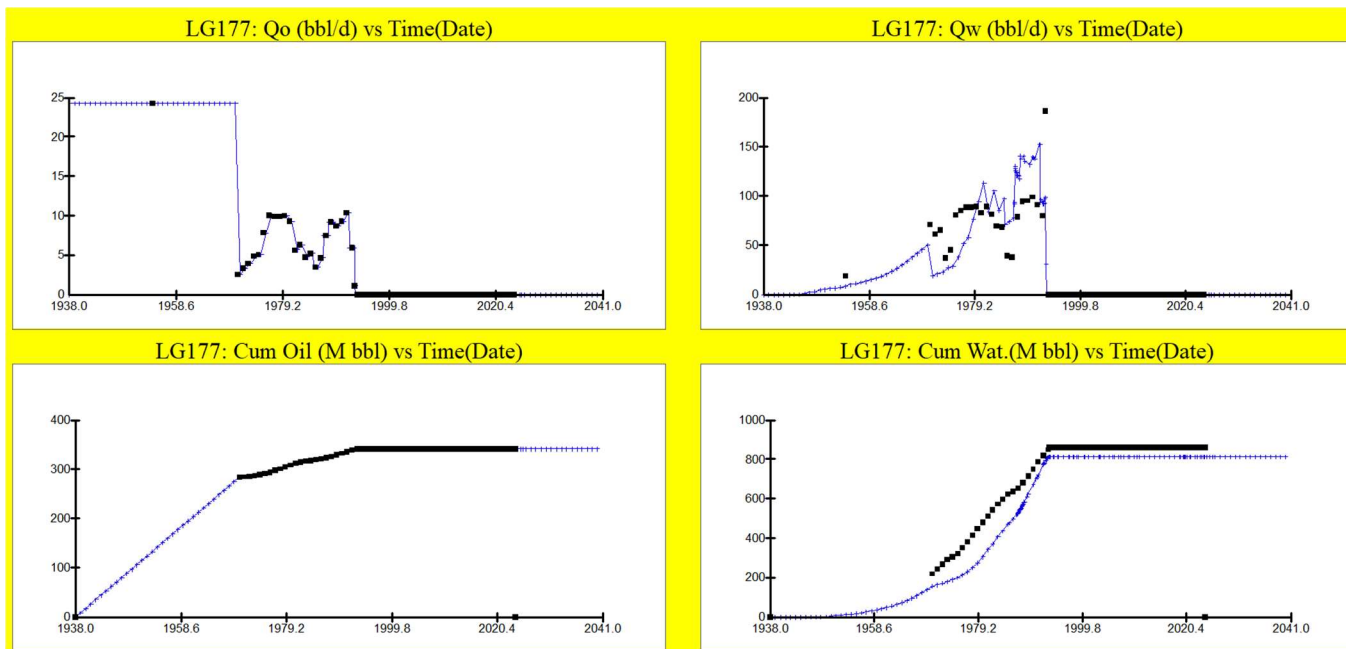 LG177: Qo (bbl/d) vs Time(Date)
25
20
15
10
5
0
1938.0 1958.6 1979.2 1999.8 2020.4 2041.0
LG177: Qw (bbl/d) vs Time(Date)
200
150
100
50
0
1938.0 1958.6 1979.2 1999.8 2020.4 2041.0
LG177: Cum Oil (M bbl) vs Time(Date)
400
300
200
100
0
1938.0 1958.6 1979.2 1999.8 2020.4 2041.0
LG177: Cum Wat.(M bbl) vs Time(Date)
1000
800
600
400
200
0
1938.0 1958.6 1979.2 1999.8 2020.4 2041.0